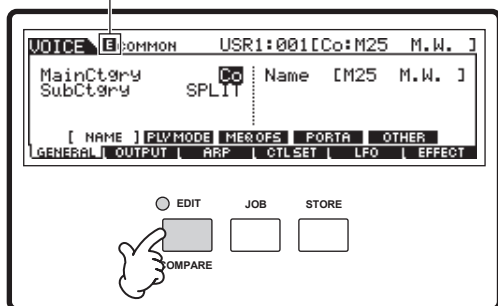 VOICE E COMMON USR1:001[Co:M25 M.W. ]
MainCtgry Co Name [M25 M.W. ]
SubCtgry SPLIT
[ NAME ] PLYMODE MEQOFS PORTA OTHER
GENERAL OUTPUT ARP CTLSET LFO EFFECT
EDIT JOB STORE
COMPARE